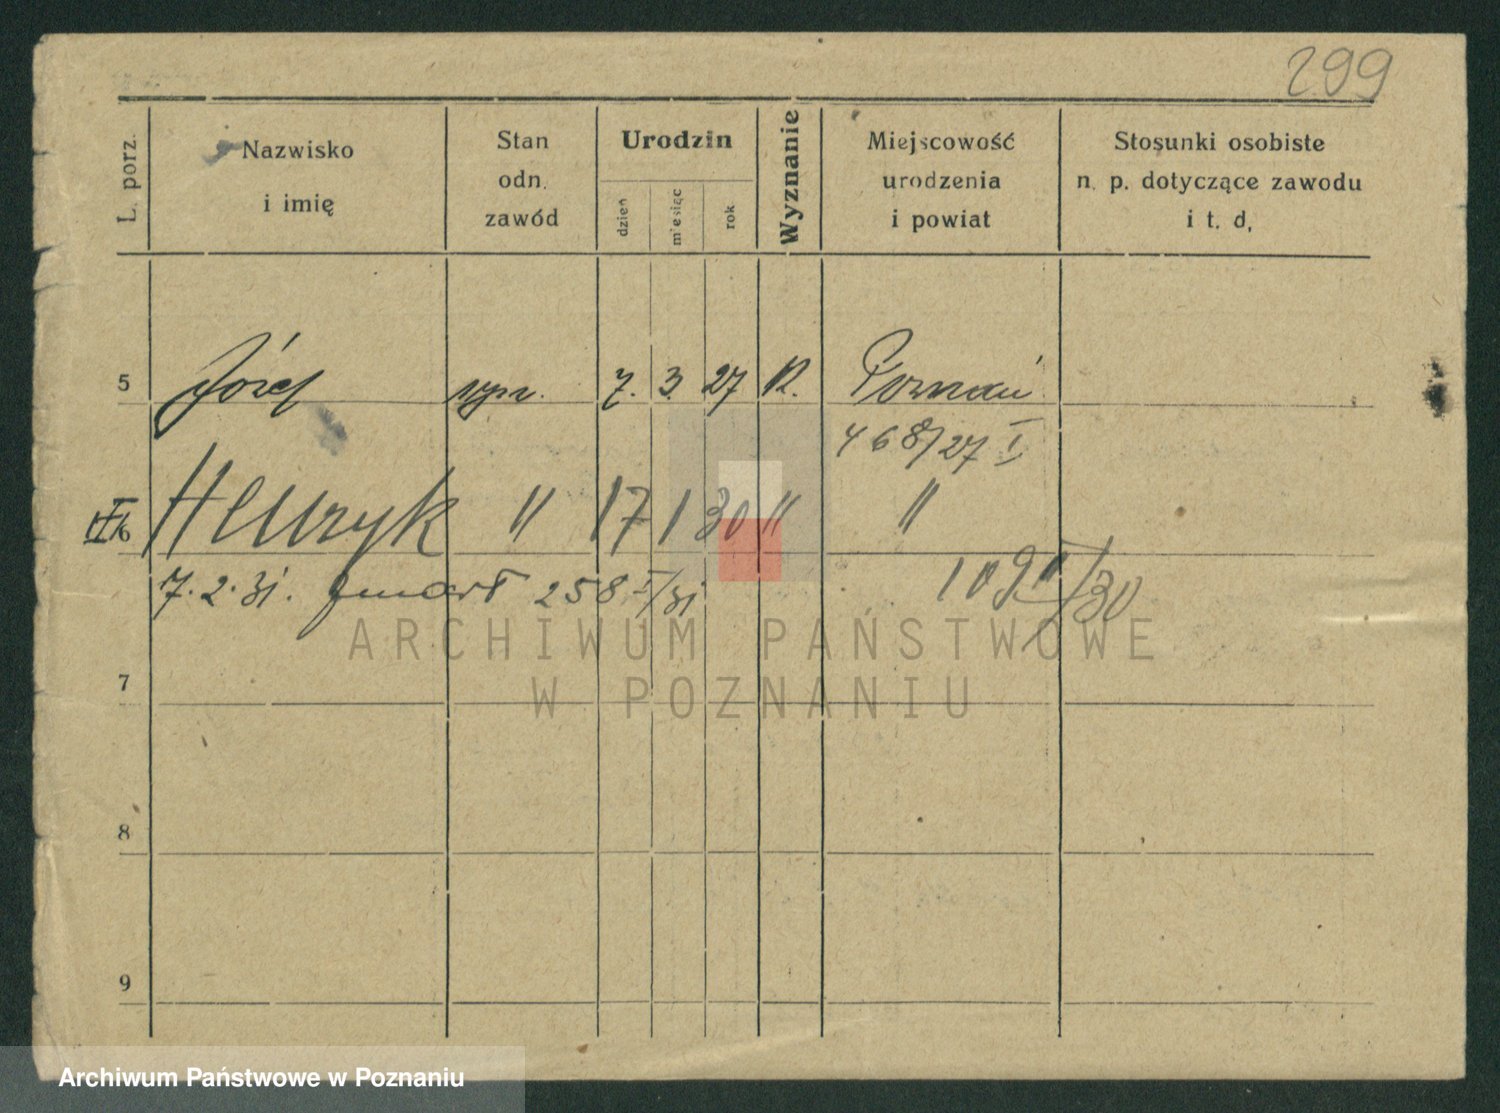 299
L. porz.
Nazwisko
i imię
Stan
odn.
zawód
Urodzin
dzień
miesiąc
rok
Wyznanie
Miejscowość
urodzenia
i powiat
Stosunki osobiste
n. p. dotyczące zawodu
i t. d,
5 Józef 7. 3. 27 Poznań
468/27 I
6 Henryk " 17 1 30 " "
7.2.31. zmarł 258 I/31
/30
ARCHIWUM PAŃSTWOWE
W POZNANIU
7
8
9
Archiwum Państwowe w Poznaniu